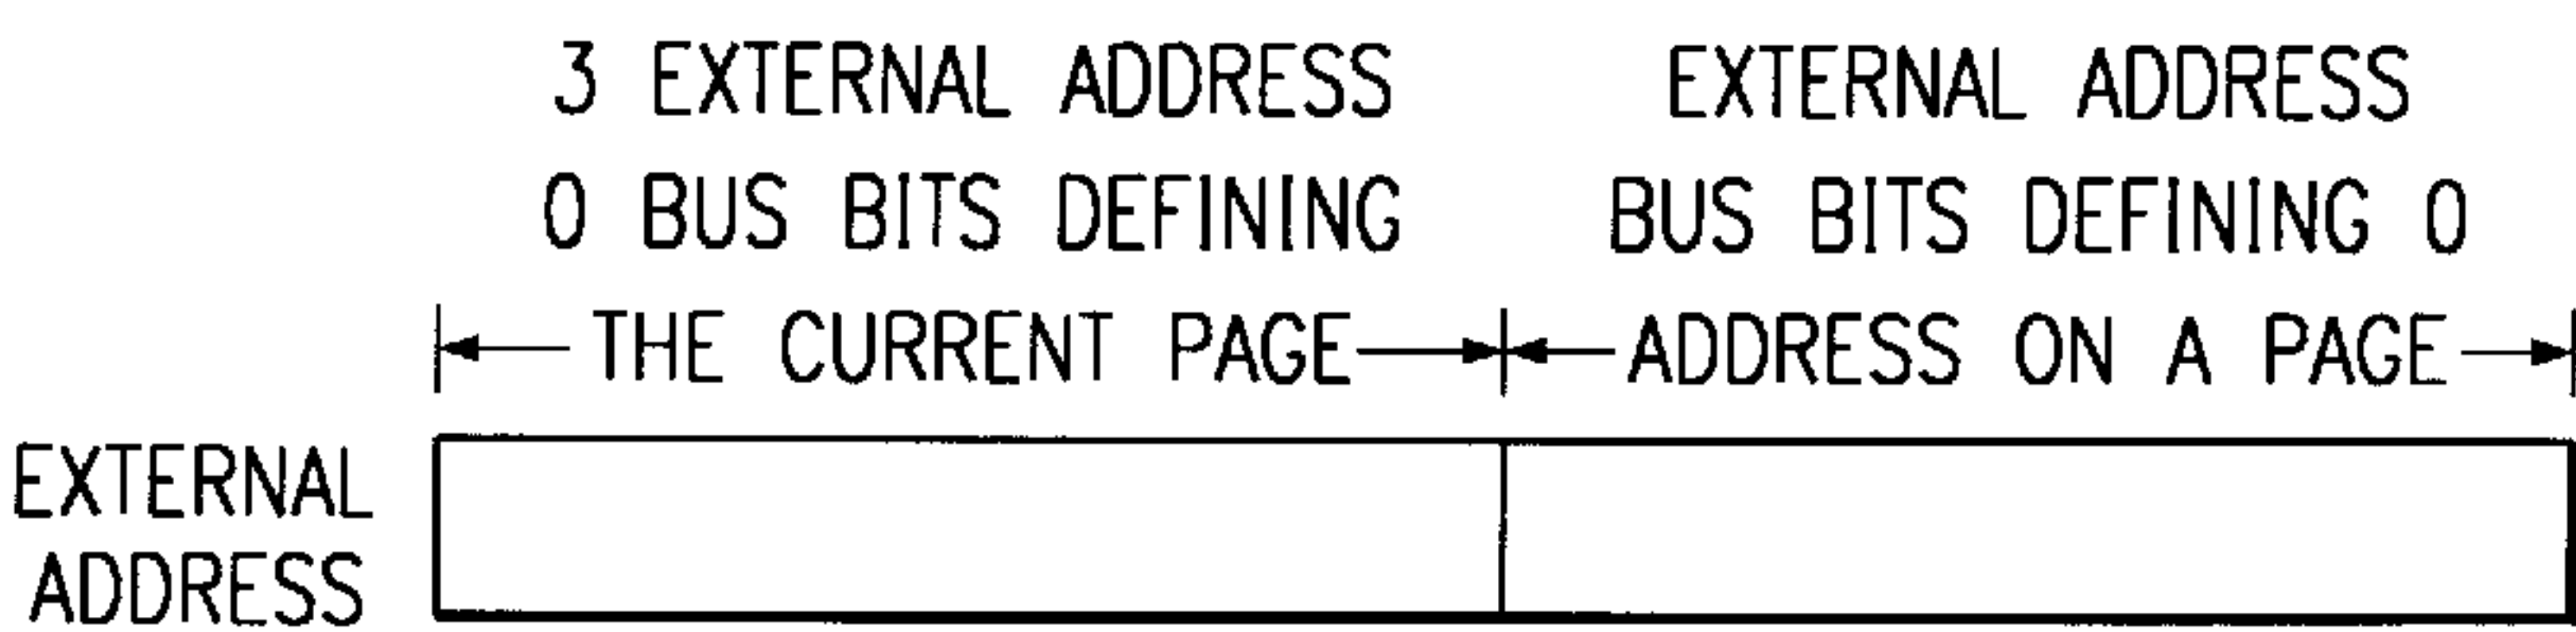 3 EXTERNAL ADDRESS
0 BUS BITS DEFINING
THE CURRENT PAGE
EXTERNAL ADDRESS
BUS BITS DEFINING 0
ADDRESS ON A PAGE
EXTERNAL
ADDRESS